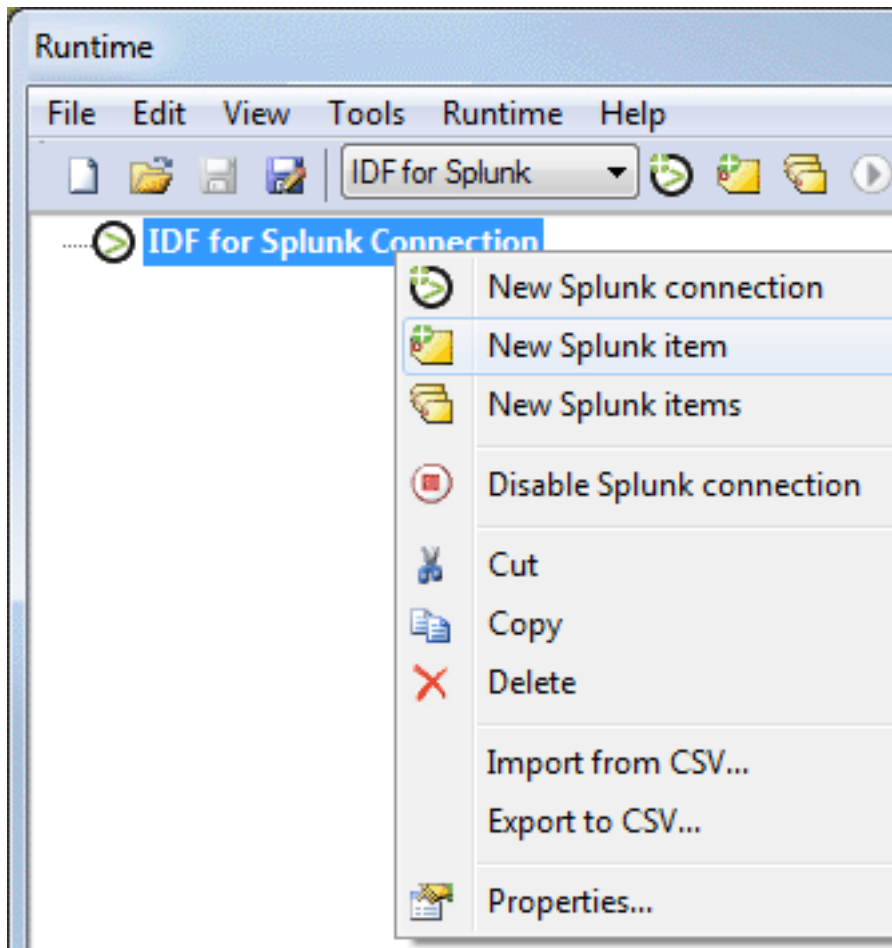 Runtime
File Edit View Tools Runtime Help
IDF for Splunk
IDF for Splunk Connection
New Splunk connection
New Splunk item
New Splunk items
Disable Splunk connection
Cut
Copy
Delete
Import from CSV...
Export to CSV...
Properties...